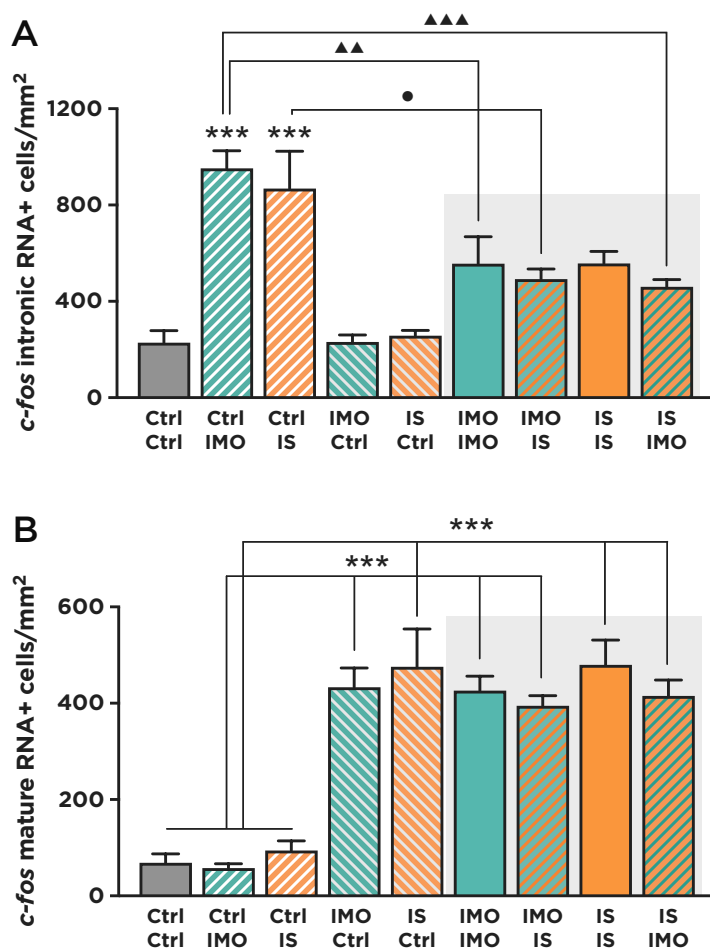 A
▲▲▲
▲▲
●
*** ***
c-fos intronic RNA+ cells/mm²
1200
800
400
0
Ctrl Ctrl Ctrl IMO IS IMO IMO IS IS
Ctrl IMO IS Ctrl Ctrl IMO IS IS IMO
B
***
***
c-fos mature RNA+ cells/mm²
600
400
200
0
Ctrl Ctrl Ctrl IMO IS IMO IMO IS IS
Ctrl IMO IS Ctrl Ctrl IMO IS IS IMO